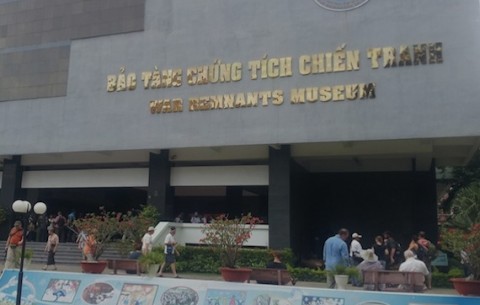 BẢO TÀNG CHỨNG TÍCH CHIẾN TRANH
WAR REMNANTS MUSEUM